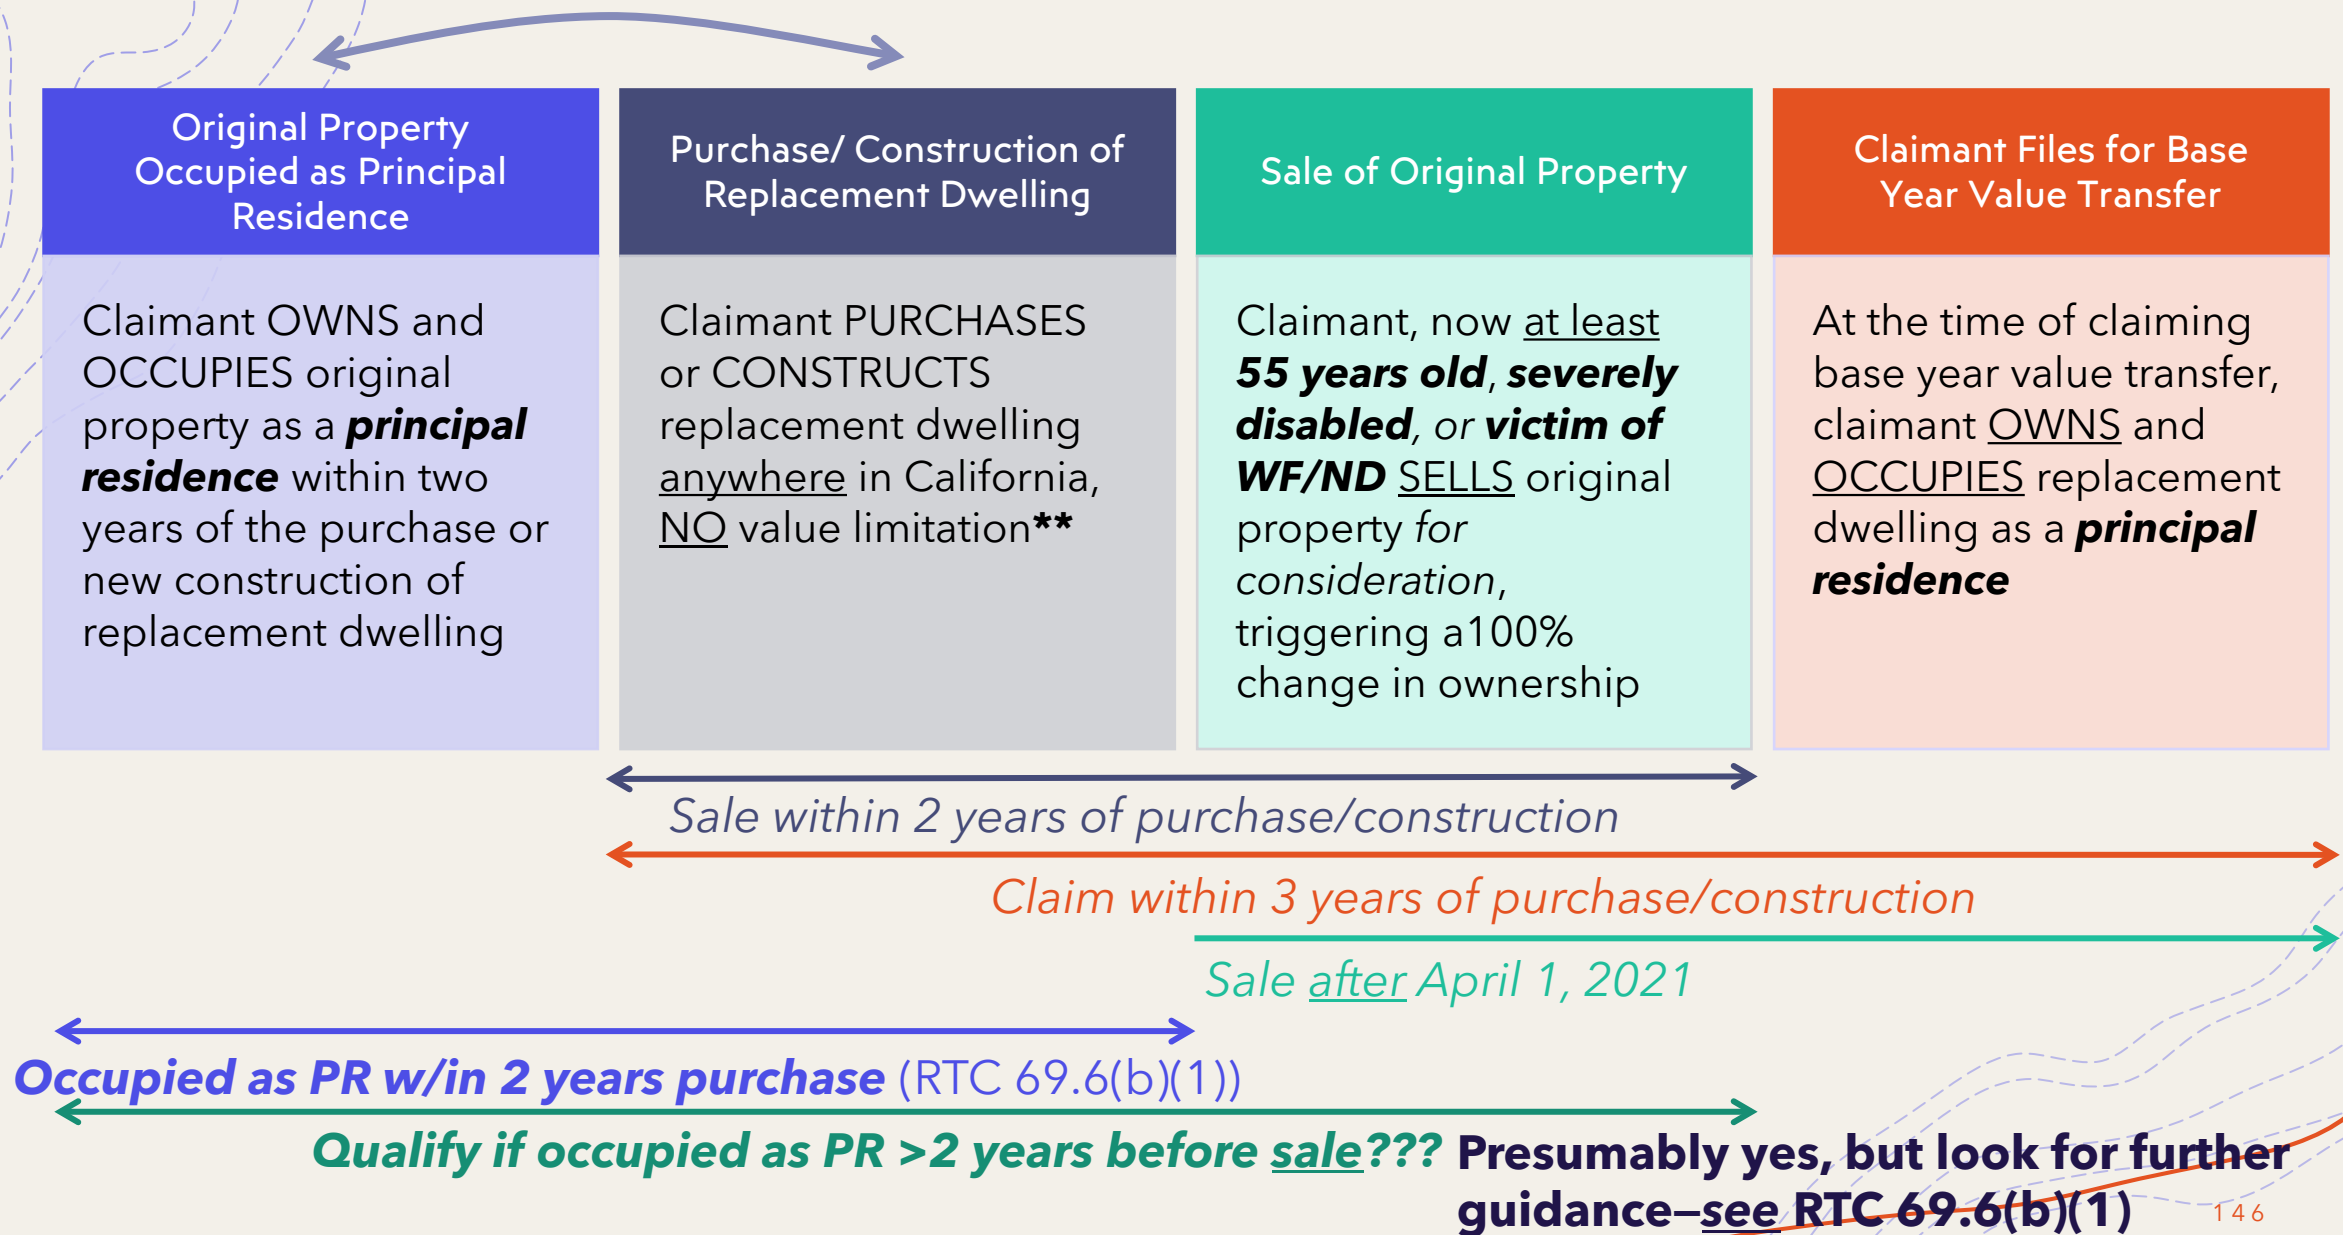 Original Property
Occupied as Principal
Residence
Purchase/ Construction of
Replacement Dwelling
Sale of Original Property
Claimant Files for Base
Year Value Transfer
Claimant OWNS and
OCCUPIES original
property as a principal
residence within two
years of the purchase or
new construction of
replacement dwelling
Claimant PURCHASES
or CONSTRUCTS
replacement dwelling
anywhere in California,
NO value limitation**
Claimant, now at least
55 years old, severely
disabled, or victim of
WF/ND SELLS original
property for
consideration,
triggering a100%
change in ownership
At the time of claiming
base year value transfer,
claimant OWNS and
OCCUPIES replacement
dwelling as a principal
residence
Sale within 2 years of purchase/construction
Claim within 3 years of purchase/construction
Sale after April 1, 2021
Occupied as PR w/in 2 years purchase (RTC 69.6(b)(1))
Qualify if occupied as PR >2 years before sale???
Presumably yes, but look for further
guidance—see RTC 69.6(b)(1)
146